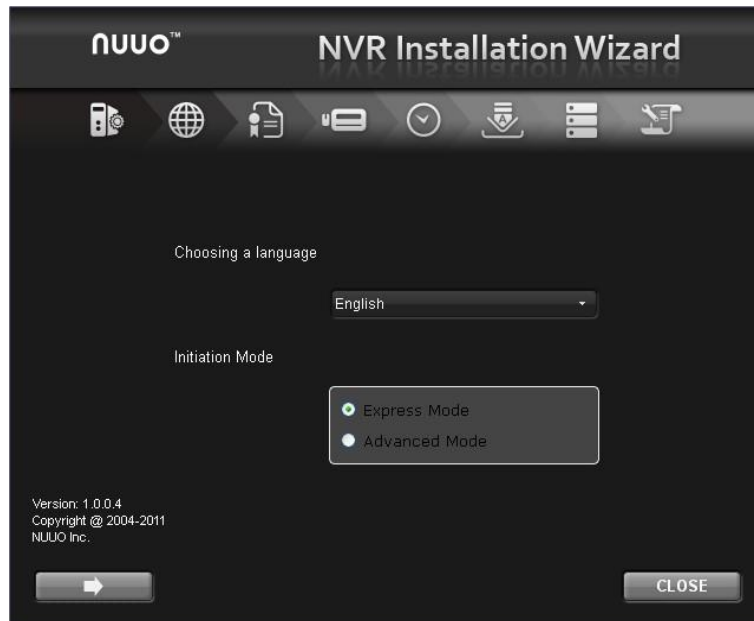 nuuo™
NVR Installation Wizard
Choosing a language
English
Initiation Mode
Express Mode
Advanced Mode
Version: 1.0.0.4
Copyright @ 2004-2011
NUUO Inc.
CLOSE